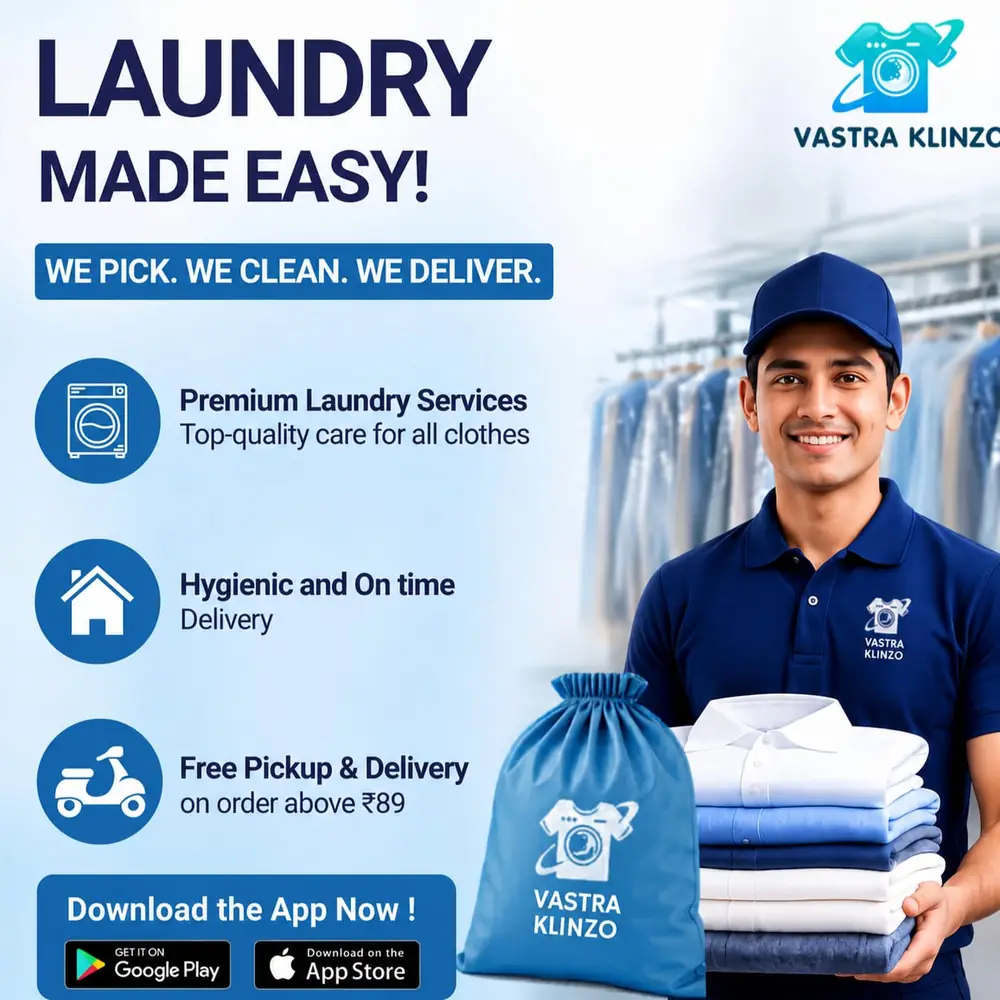 LAUNDRY
MADE EASY!
VASTRA KLINZO
WE PICK. WE CLEAN. WE DELIVER.
Premium Laundry Services
Top-quality care for all clothes
Hygienic and On time
Delivery
Free Pickup & Delivery
on order above ₹89
VASTRA
KLINZO
VASTRA
KLINZO
Download the App Now !
GET IT ON
Google Play
Download on the
App Store